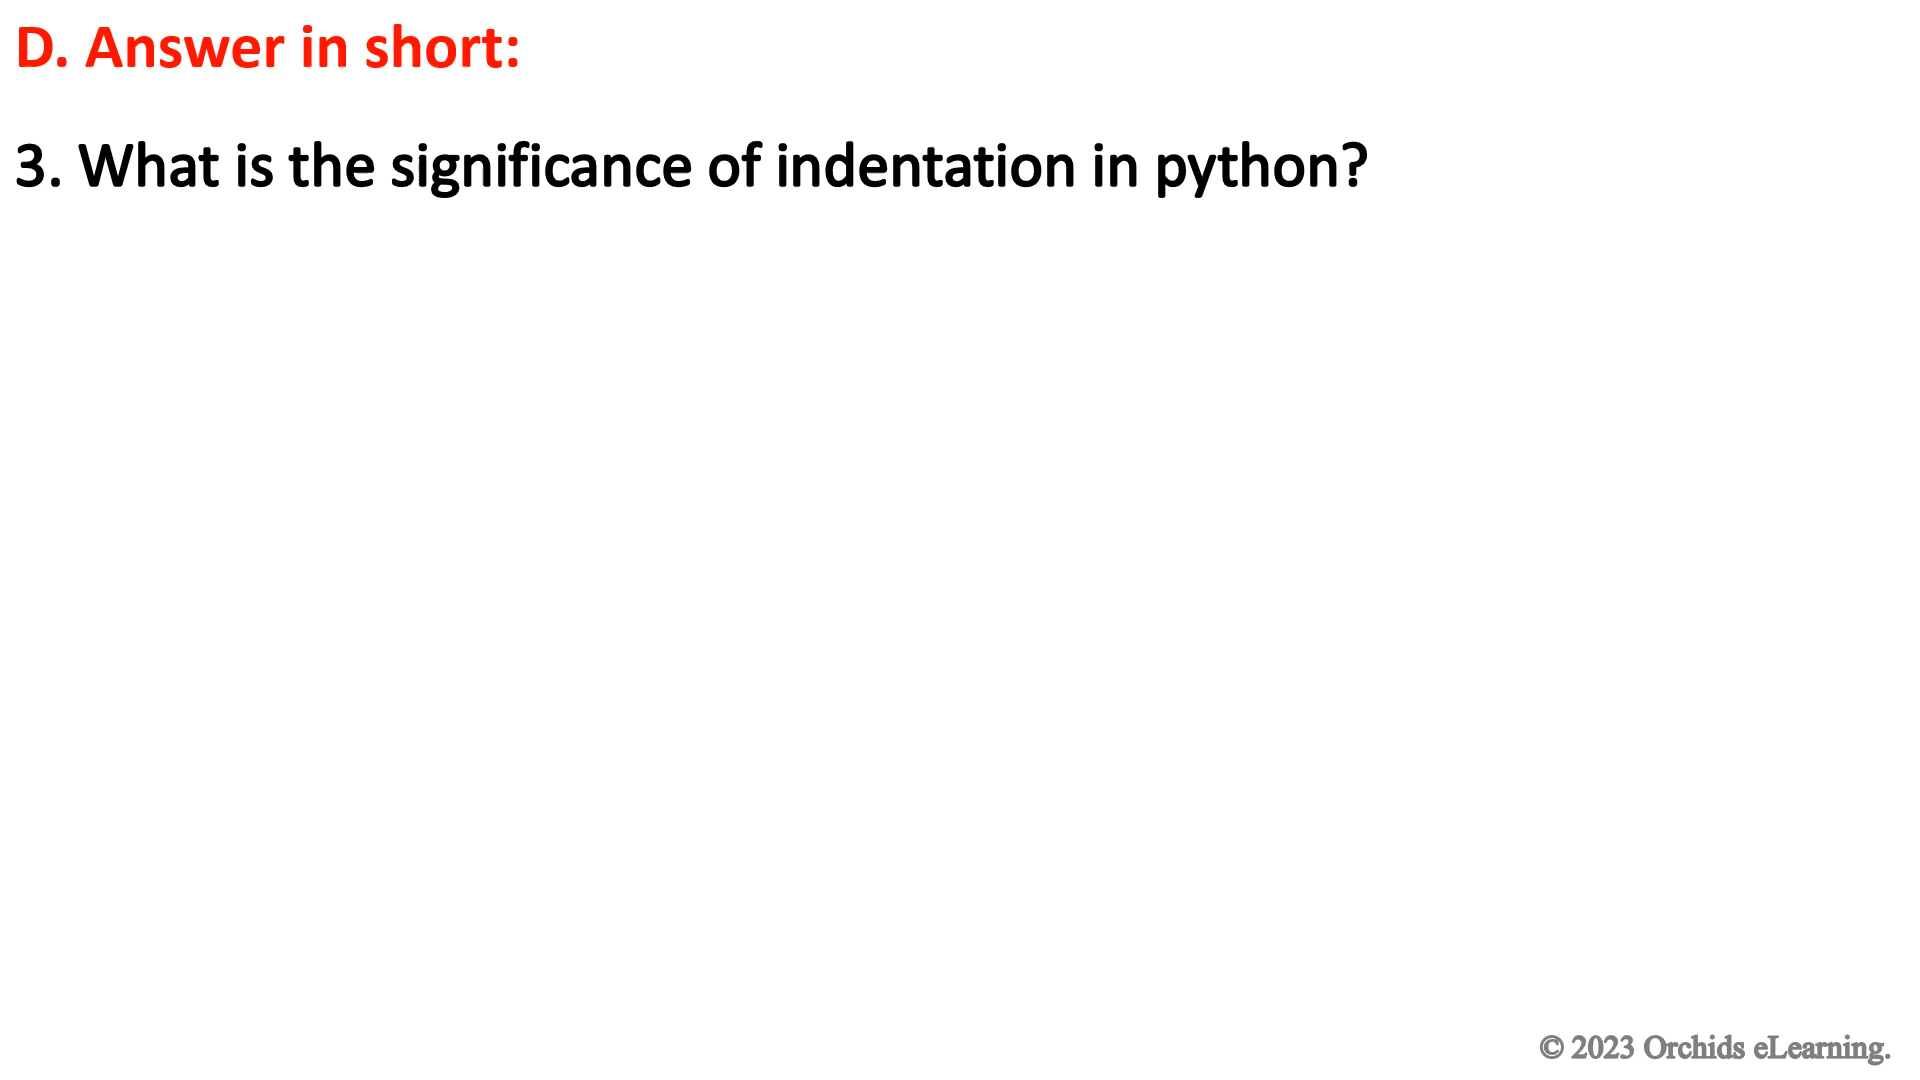 D. Answer in short:
3. What is the significance of indentation in python?
© 2023 Orchids eLearning.